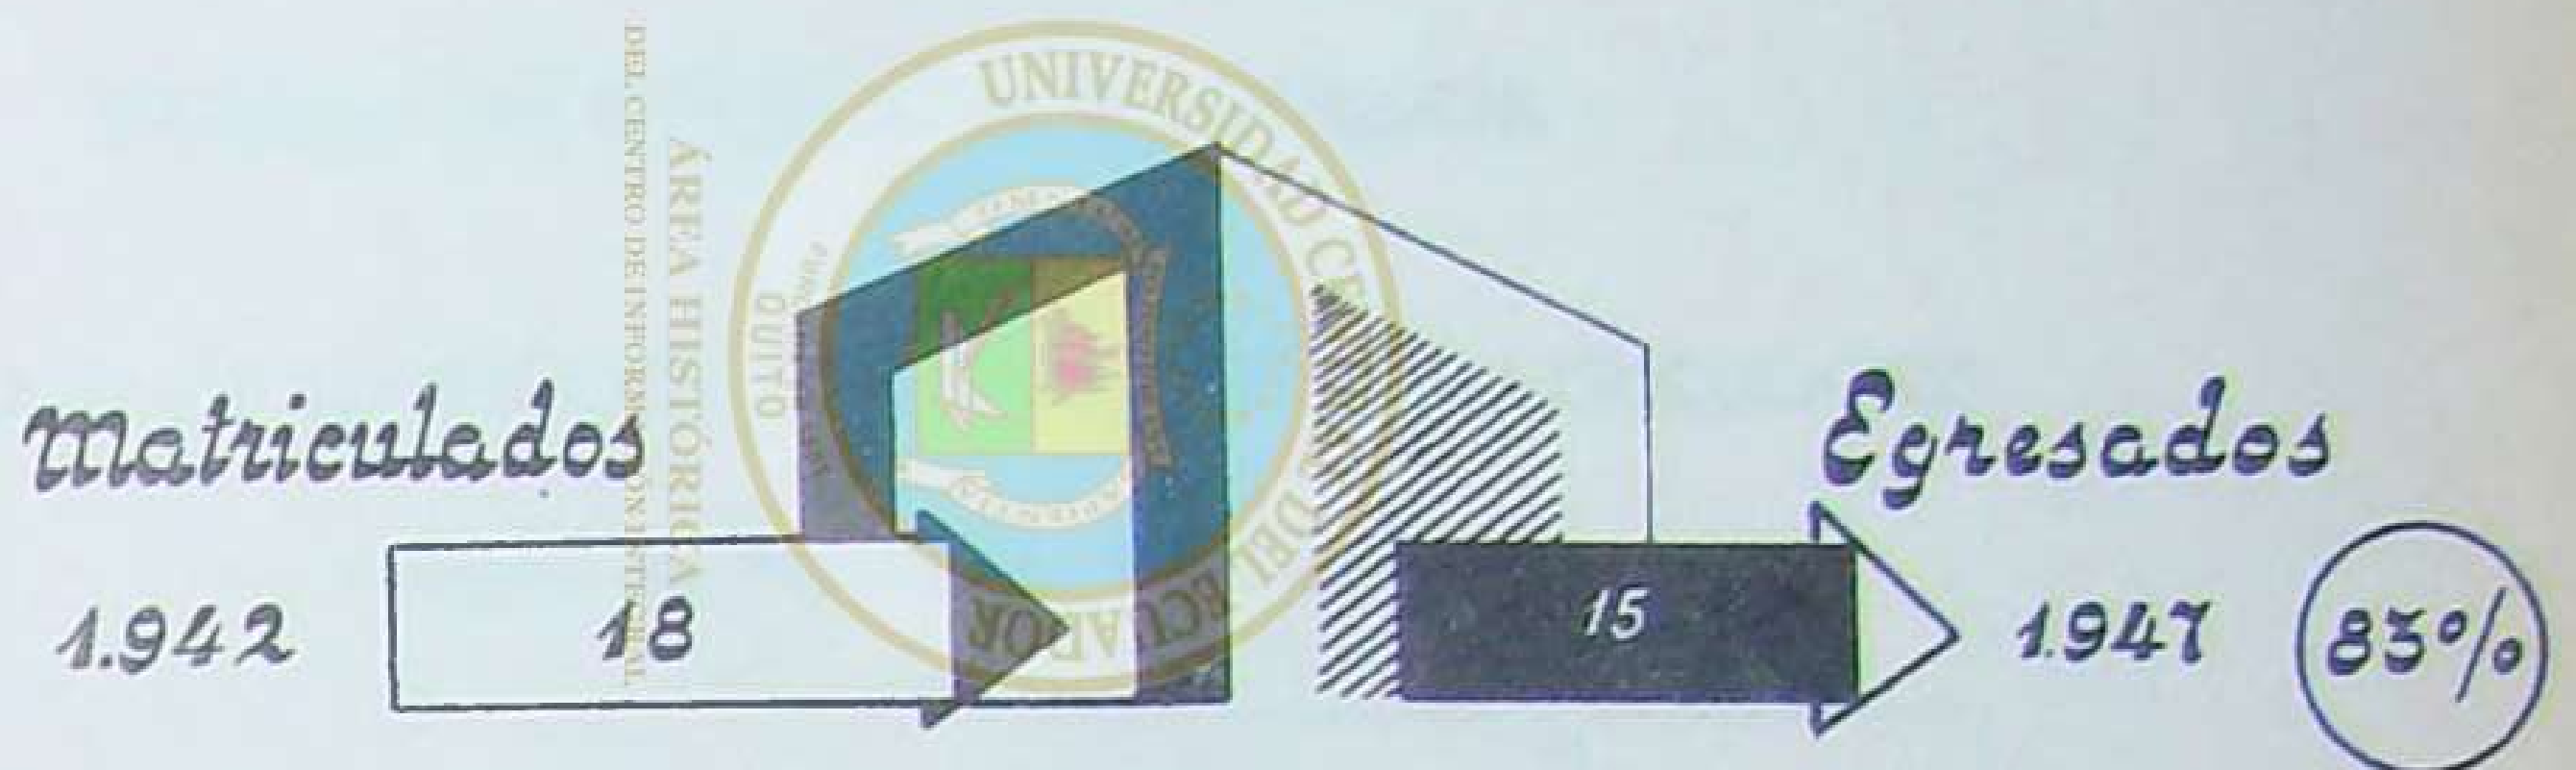 Matriculados
1.942
18
15
Egresados
1.947
83%
UNIVERSIDAD CENTRAL DEL ECUADOR
QUITO
ÁREA HISTÓRICA
DEL CENTRO DE INFORMACIÓN INTEGRAL